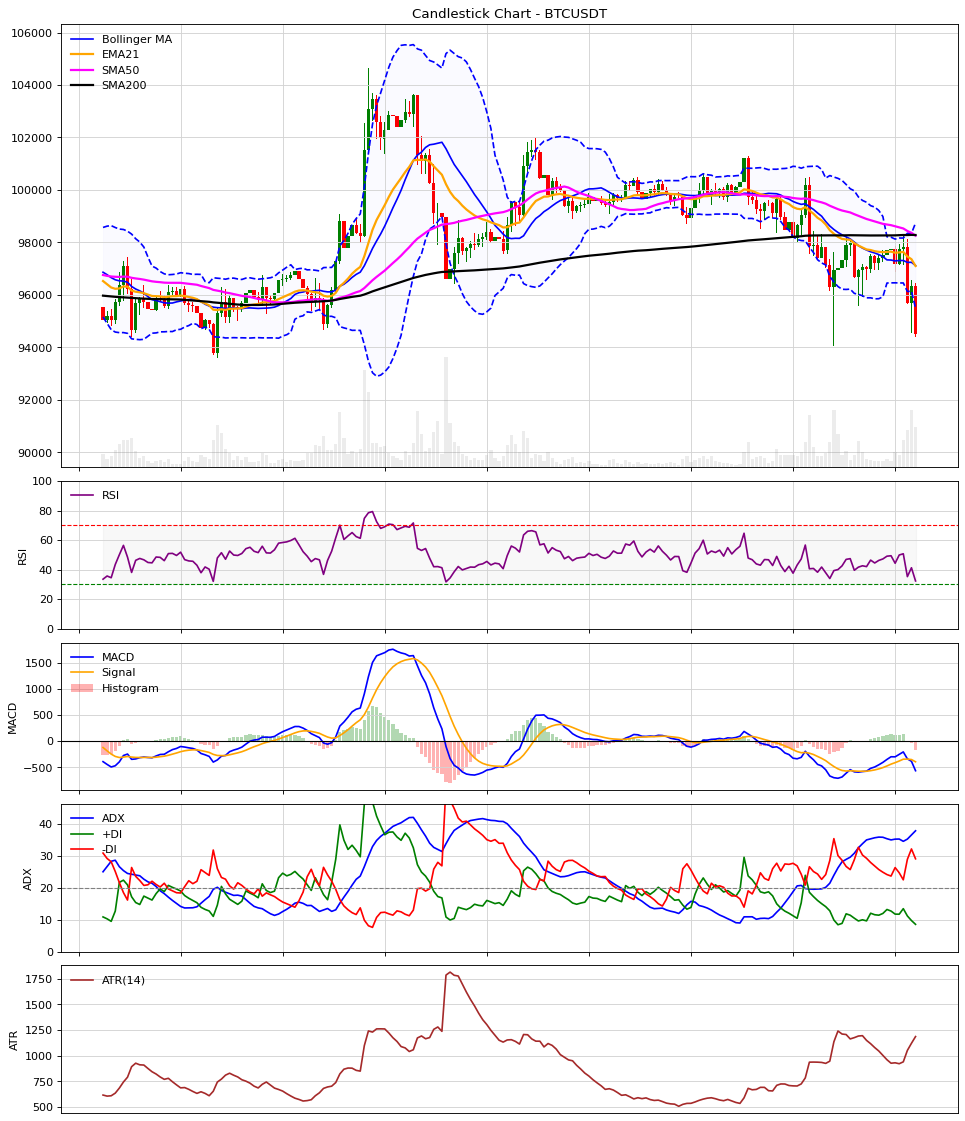 Candlestick Chart - BTCUSDT
106000
104000
102000
100000
98000
96000
94000
92000
90000
Bollinger MA
EMA21
SMA50
SMA200
100
80
60
40
20
0
RSI
RSI
1500
1000
500
0
−500
MACD
MACD
Signal
Histogram
40
30
20
10
0
ADX
ADX
+DI
-DI
1750
1500
1250
1000
750
500
ATR
ATR(14)